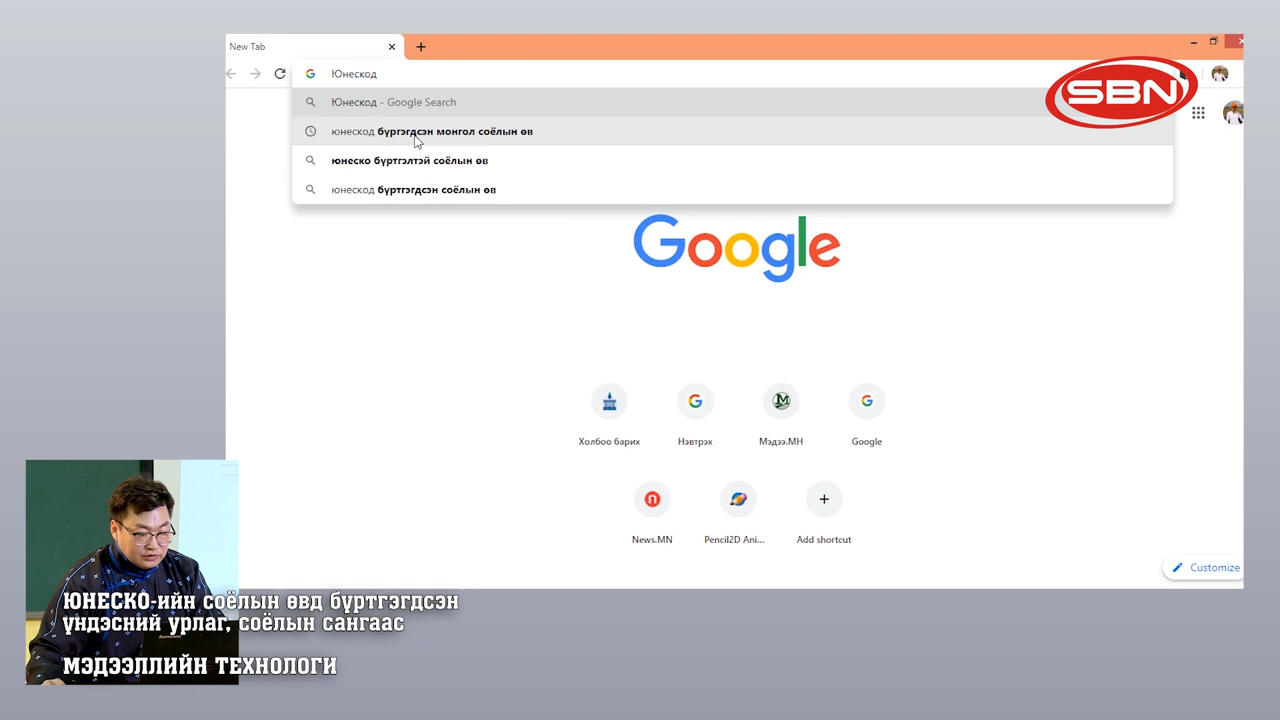 New Tab
Юнескод
SBN
Юнескод - Google Search
юнескод бүргэгдсэн монгол соёлын өв
юнеско бүртгэлтэй соёлын өв
юнескод бүртгэгдсэн соёлын өв
Google
Холбоо барих
Нэвтрэх
Мэдээ.МН
Google
News.MN
Pencil2D Ani...
Add shortcut
Customize
ЮНЕСКО-ийн соёлын өвд бүртгэгдсэн
үндэсний урлаг, соёлын сангаас
МЭДЭЭЛЛИЙН ТЕХНОЛОГИ